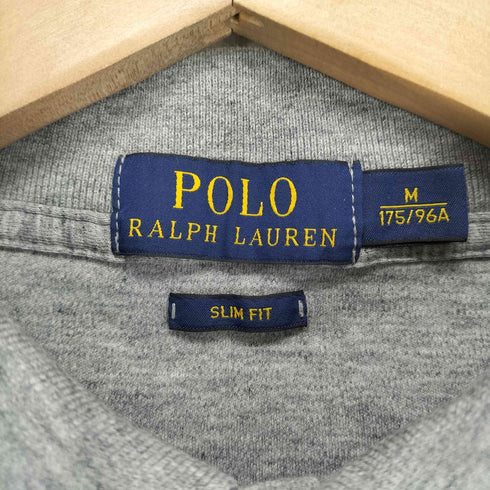 POLO
RALPH LAUREN
M
175/96A
SLIM FIT